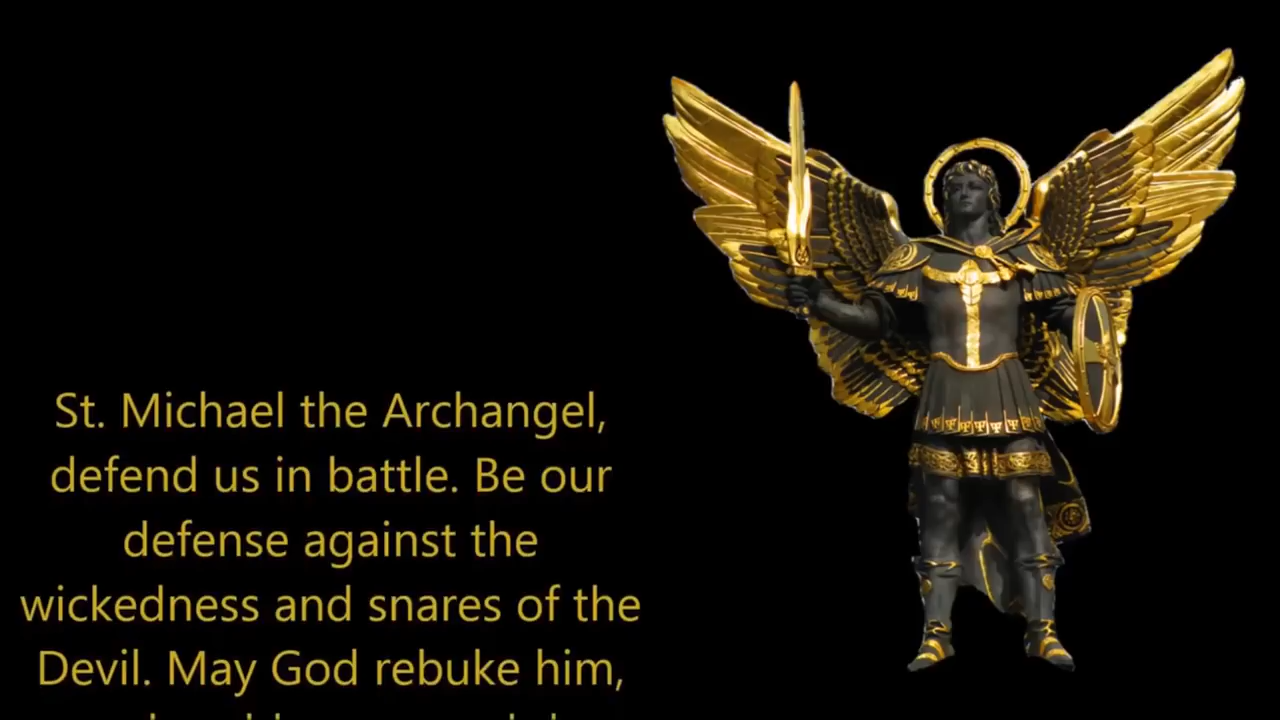 St. Michael the Archangel,
defend us in battle. Be our
defense against the
wickedness and snares of the
Devil. May God rebuke him,